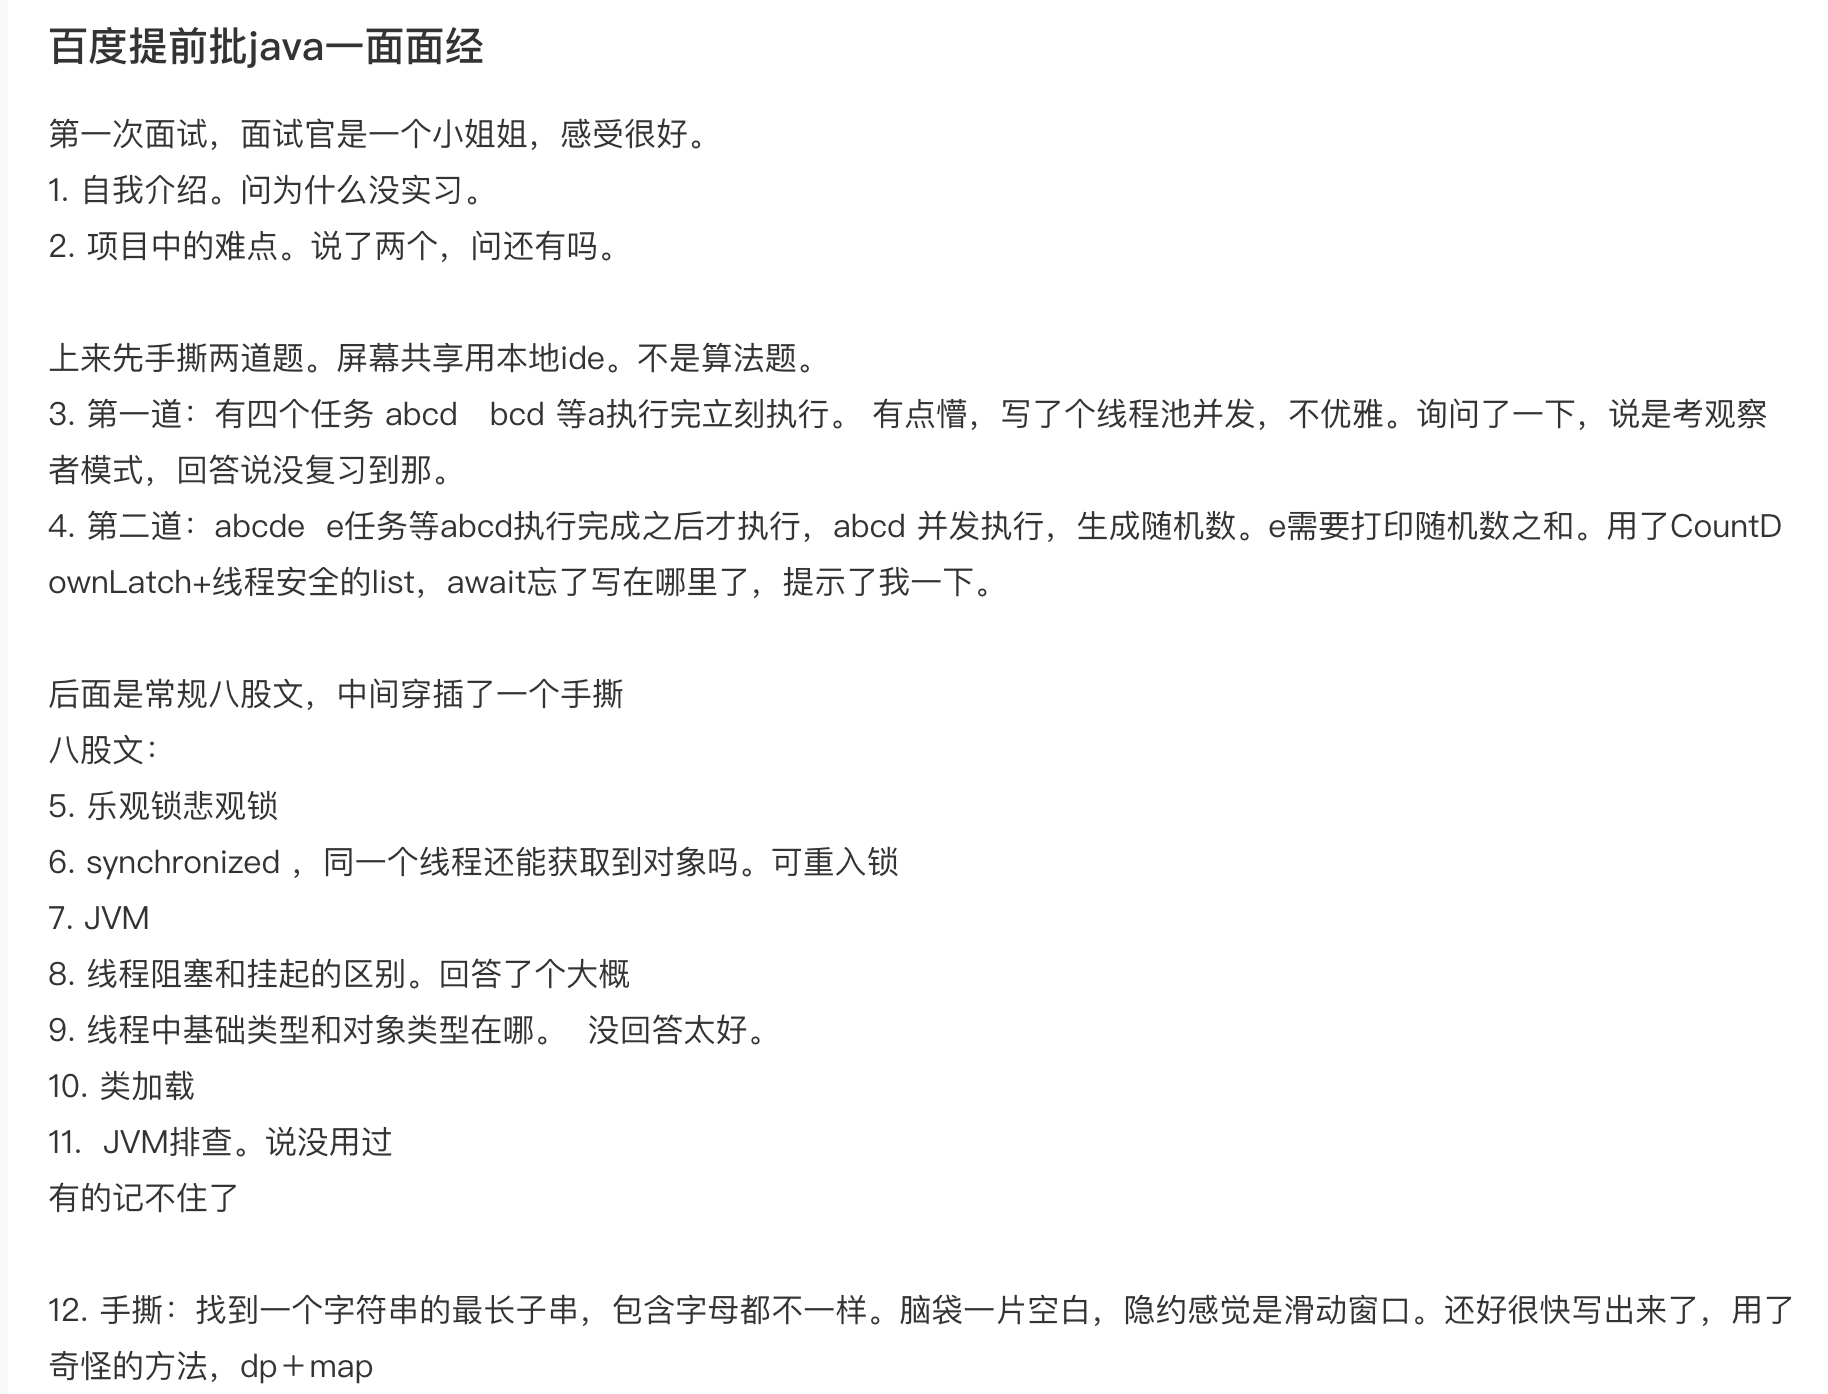 百度提前批java一面面经
第一次面试，面试官是一个小姐姐，感受很好。
1. 自我介绍。问为什么没实习。
2. 项目中的难点。说了两个，问还有吗。
上来先手撕两道题。屏幕共享用本地ide。不是算法题。
3. 第一道：有四个任务 abcd   bcd 等a执行完立刻执行。 有点懵，写了个线程池并发，不优雅。询问了一下，说是考观察
者模式，回答说没复习到那。
4. 第二道：abcde  e任务等abcd执行完成之后才执行，abcd 并发执行，生成随机数。e需要打印随机数之和。用了CountD
ownLatch+线程安全的list，await忘了写在哪里了，提示了我一下。
后面是常规八股文，中间穿插了一个手撕
八股文：
5. 乐观锁悲观锁
6. synchronized ，同一个线程还能获取到对象吗。可重入锁
7. JVM
8. 线程阻塞和挂起的区别。回答了个大概
9. 线程中基础类型和对象类型在哪。  没回答太好。
10. 类加载
11.  JVM排查。说没用过
有的记不住了
12. 手撕：找到一个字符串的最长子串，包含字母都不一样。脑袋一片空白，隐约感觉是滑动窗口。还好很快写出来了，用了
奇怪的方法，dp＋map